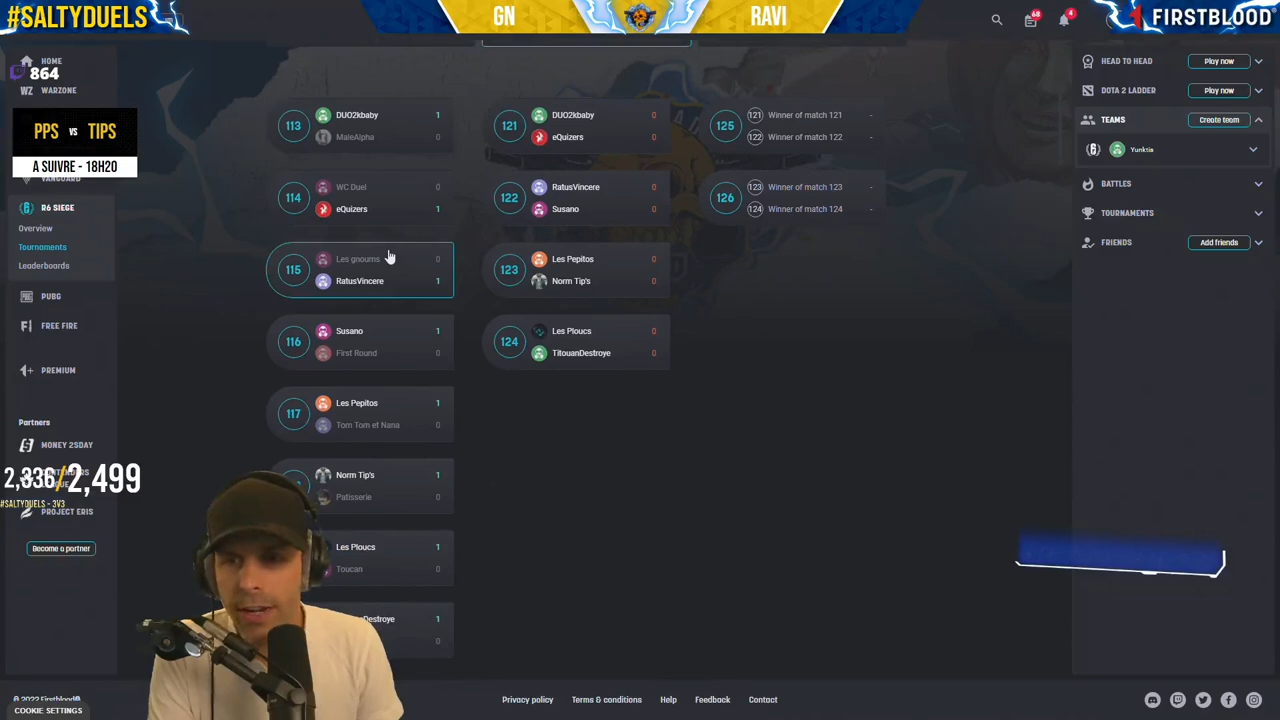 #SALTYDUELS
GN
RAVI
68
4
FIRSTBLOOD
HOME
864
WZ WARZONE
PPS VS TIPS
A SUIVRE - 18H20
VANGUARD
R6 SIEGE
Overview
Tournaments
Leaderboards
PUBG
FREE FIRE
PREMIUM
Partners
MONEY 2SDAY
2,336/2,499
#SALTYDUELS - 3V3
PROJECT ERIS
Become a partner
© 2022 Firstblood®
COOKIE SETTINGS
113
DUO2kbaby 1
MaleAlpha 0
114
WC Duel 0
eQuizers 1
115
Les gnoums 0
RatusVincere 1
116
Susano 1
First Round 0
117
Les Pepitos 1
Tom Tom et Nana 0
Norm Tip's 1
Patisserie 0
Les Ploucs 1
Toucan 0
Destroye 1
0
121
DUO2kbaby 0
eQuizers 0
122
RatusVincere 0
Susano 0
123
Les Pepitos 0
Norm Tip's 0
124
Les Ploucs 0
TitouanDestroye 0
125
121 Winner of match 121 -
122 Winner of match 122 -
126
123 Winner of match 123 -
124 Winner of match 124 -
HEAD TO HEAD Play now
DOTA 2 LADDER Play now
TEAMS Create team
Yunktis
BATTLES
TOURNAMENTS
FRIENDS Add friends
Privacy policy
Terms & conditions
Help
Feedback
Contact